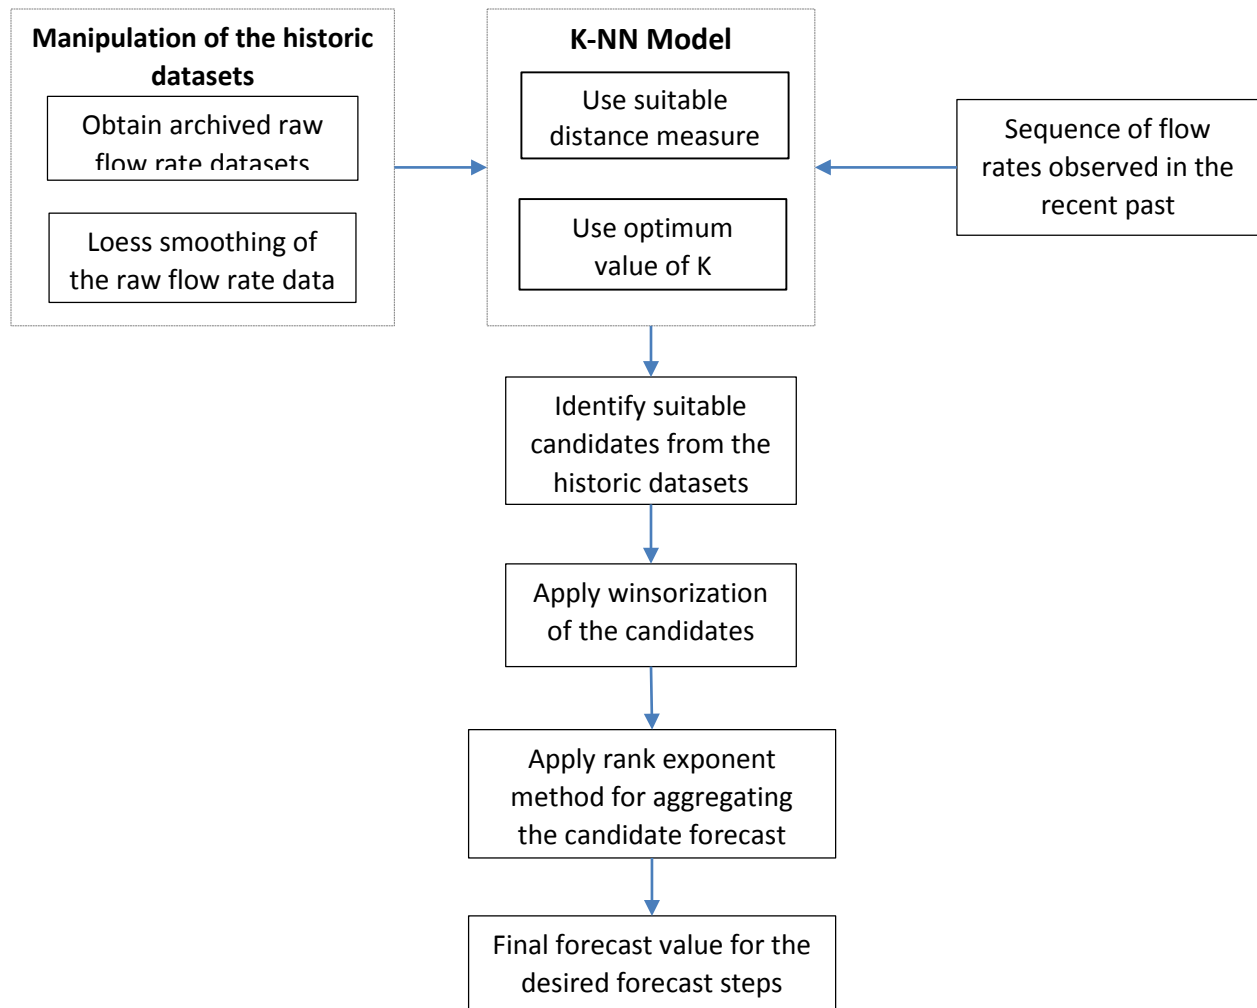 Manipulation of the historic
datasets
Obtain archived raw
flow rate datasets
Loess smoothing of
the raw flow rate data
K-NN Model
Use suitable
distance measure
Use optimum
value of K
Sequence of flow
rates observed in the
recent past
Identify suitable
candidates from the
historic datasets
Apply winsorization
of the candidates
Apply rank exponent
method for aggregating
the candidate forecast
Final forecast value for the
desired forecast steps